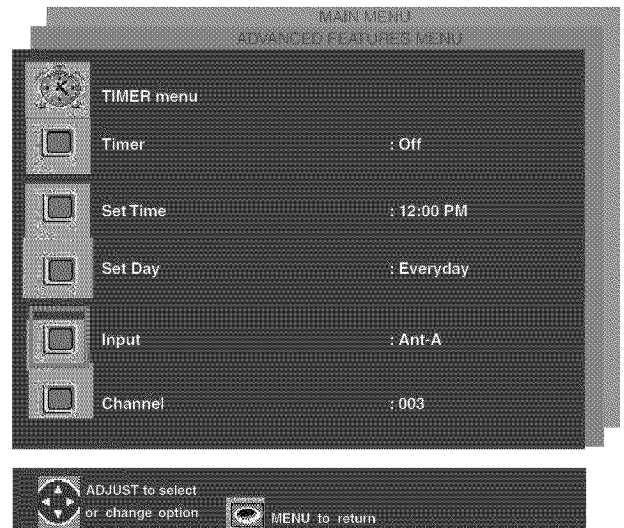 MAIN MENU
ADVANCED FEATURES MENU
TIMER menu
Timer : Off
Set Time : 12:00 PM
Set Day : Everyday
Input : Ant-A
Channel : 003
ADJUST to select
or change option
MENU to return